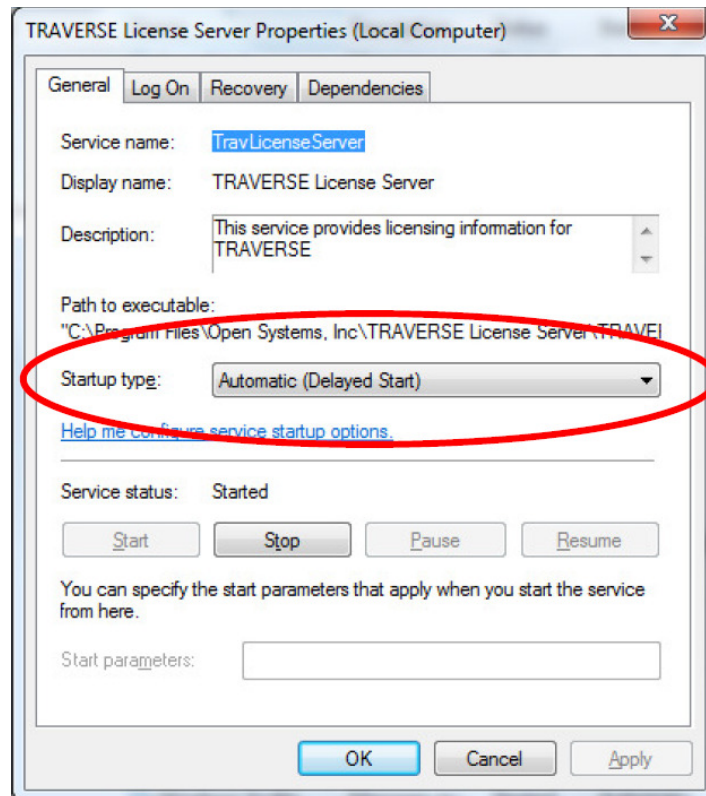 TRAVERSE License Server Properties (Local Computer)
General Log On Recovery Dependencies
Service name: TravLicenseServer
Display name: TRAVERSE License Server
Description: This service provides licensing information for
TRAVERSE
Path to executable:
"C:\Program Files\Open Systems, Inc\TRAVERSE License Server\TRAVE
Startup type: Automatic (Delayed Start)
Help me configure service startup options.
Service status: Started
Start Stop Pause Resume
You can specify the start parameters that apply when you start the service
from here.
Start parameters:
OK Cancel Apply